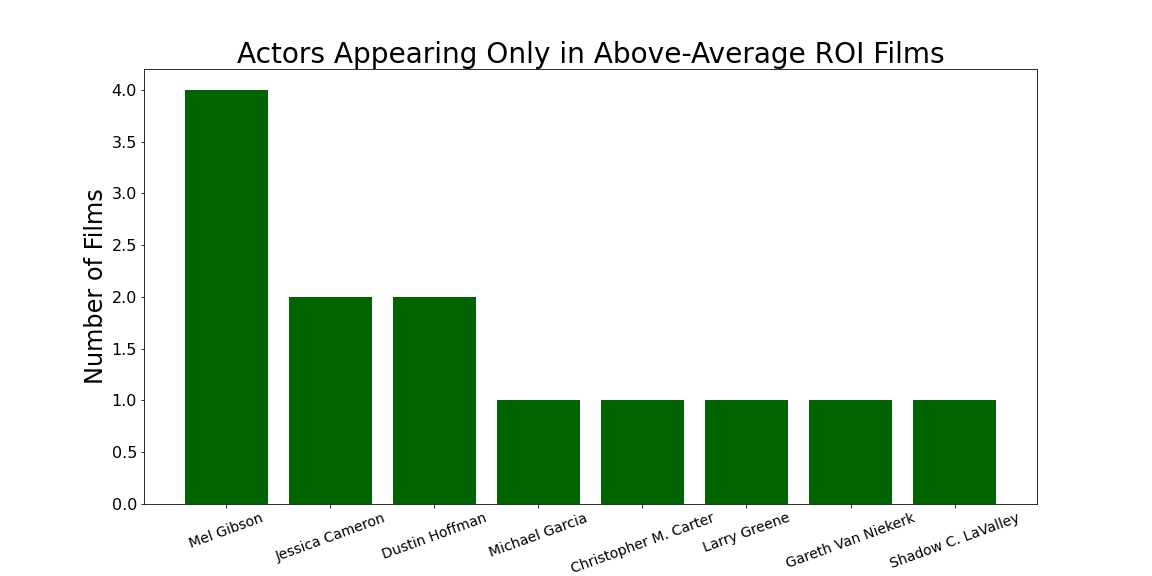 Actors Appearing Only in Above-Average ROI Films
Number of Films
4.0
3.5
3.0
2.5
2.0
1.5
1.0
0.5
0.0
Mel Gibson
Jessica Cameron
Dustin Hoffman
Michael Garcia
Christopher M. Carter
Larry Greene
Gareth Van Niekerk
Shadow C. LaValley